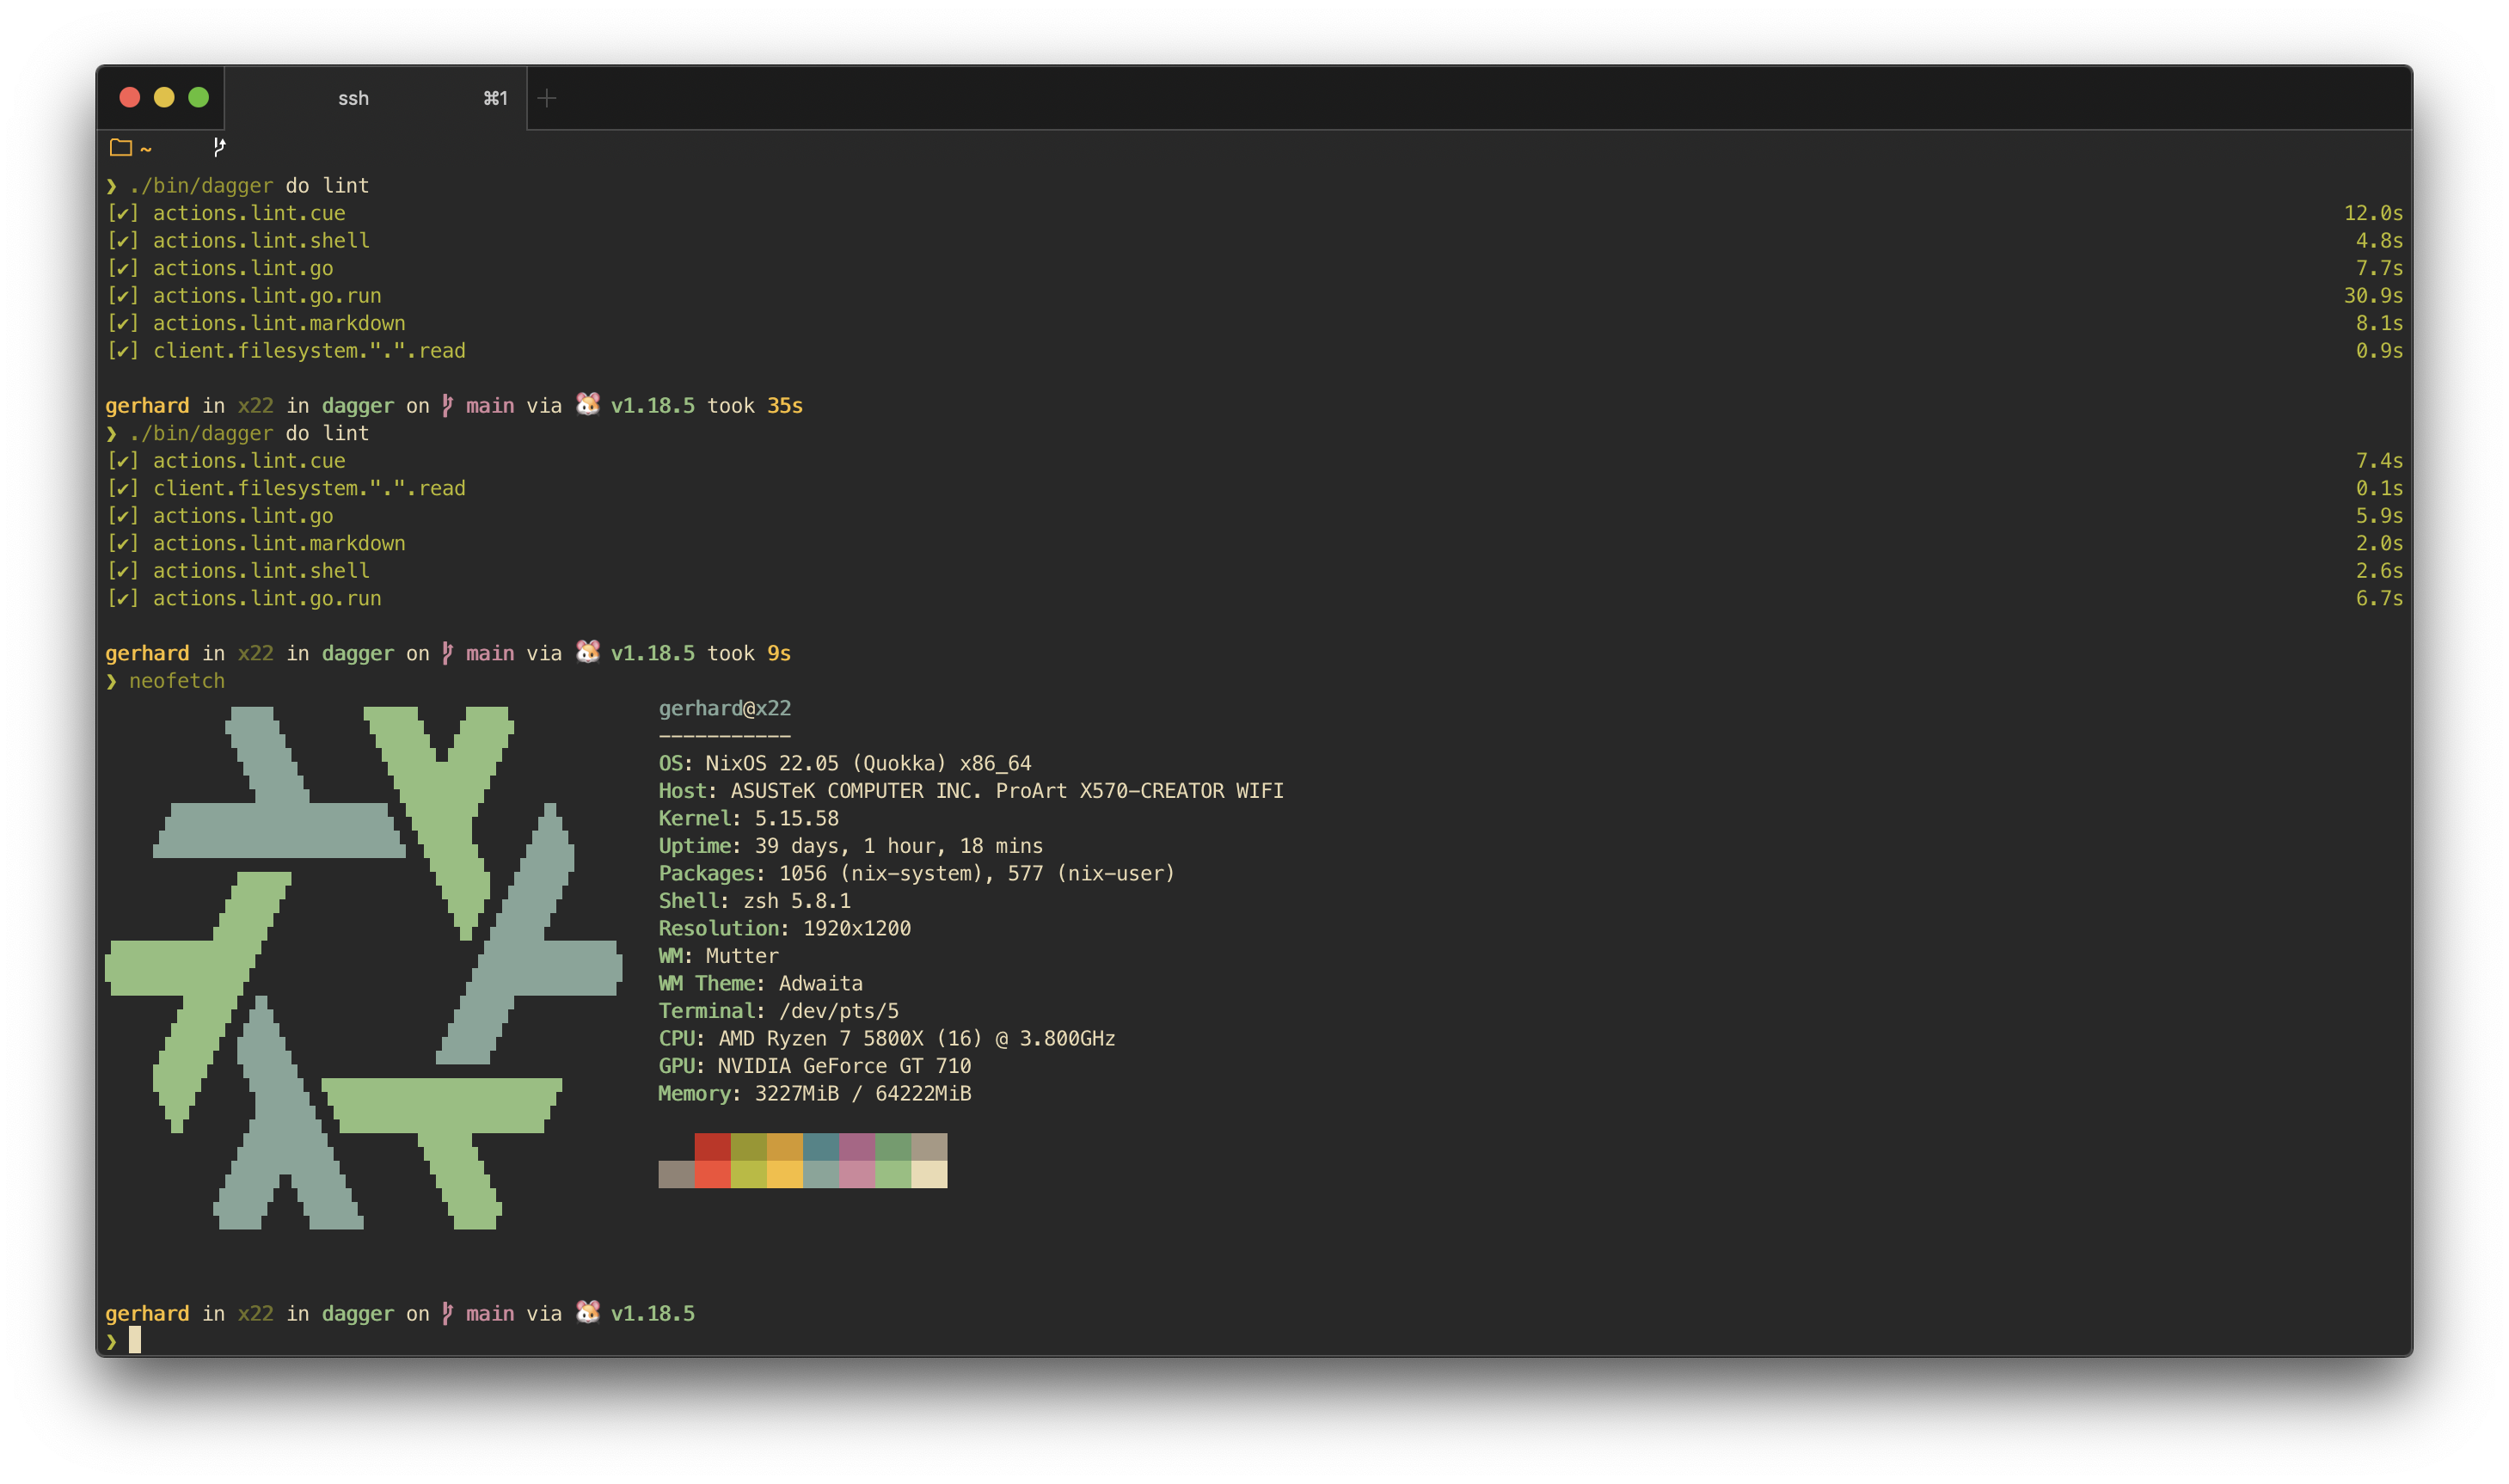 ssh ⌘1 +
~
❯ ./bin/dagger do lint
[✔] actions.lint.cue 12.0s
[✔] actions.lint.shell 4.8s
[✔] actions.lint.go 7.7s
[✔] actions.lint.go.run 30.9s
[✔] actions.lint.markdown 8.1s
[✔] client.filesystem.".".read 0.9s
gerhard in x22 in dagger on main via 🐹 v1.18.5 took 35s
❯ ./bin/dagger do lint
[✔] actions.lint.cue 7.4s
[✔] client.filesystem.".".read 0.1s
[✔] actions.lint.go 5.9s
[✔] actions.lint.markdown 2.0s
[✔] actions.lint.shell 2.6s
[✔] actions.lint.go.run 6.7s
gerhard in x22 in dagger on main via 🐹 v1.18.5 took 9s
❯ neofetch
gerhard@x22
-----------
OS: NixOS 22.05 (Quokka) x86_64
Host: ASUSTeK COMPUTER INC. ProArt X570-CREATOR WIFI
Kernel: 5.15.58
Uptime: 39 days, 1 hour, 18 mins
Packages: 1056 (nix-system), 577 (nix-user)
Shell: zsh 5.8.1
Resolution: 1920x1200
WM: Mutter
WM Theme: Adwaita
Terminal: /dev/pts/5
CPU: AMD Ryzen 7 5800X (16) @ 3.800GHz
GPU: NVIDIA GeForce GT 710
Memory: 3227MiB / 64222MiB
gerhard in x22 in dagger on main via 🐹 v1.18.5
❯